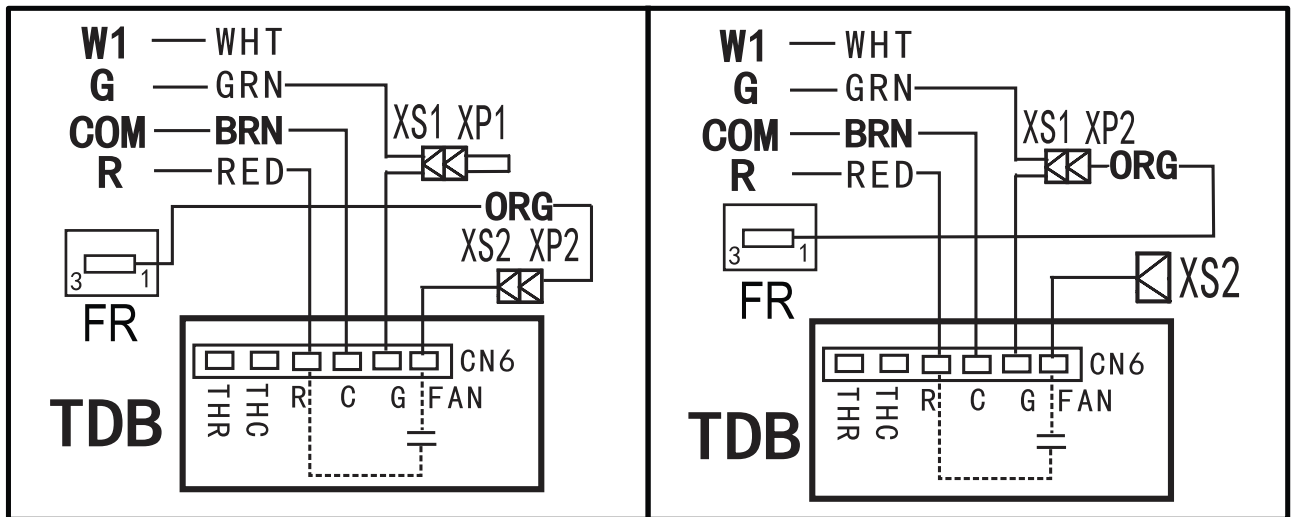 W1 WHT
G GRN
COM BRN
R RED
XS1 XP1
ORG
XS2 XP2
3 1
FR
CN6
THR THC R C G FAN
TDB
W1 WHT
G GRN
COM BRN
R RED
XS1 XP2
ORG
3 1
XS2
FR
CN6
THR THC R C G FAN
TDB